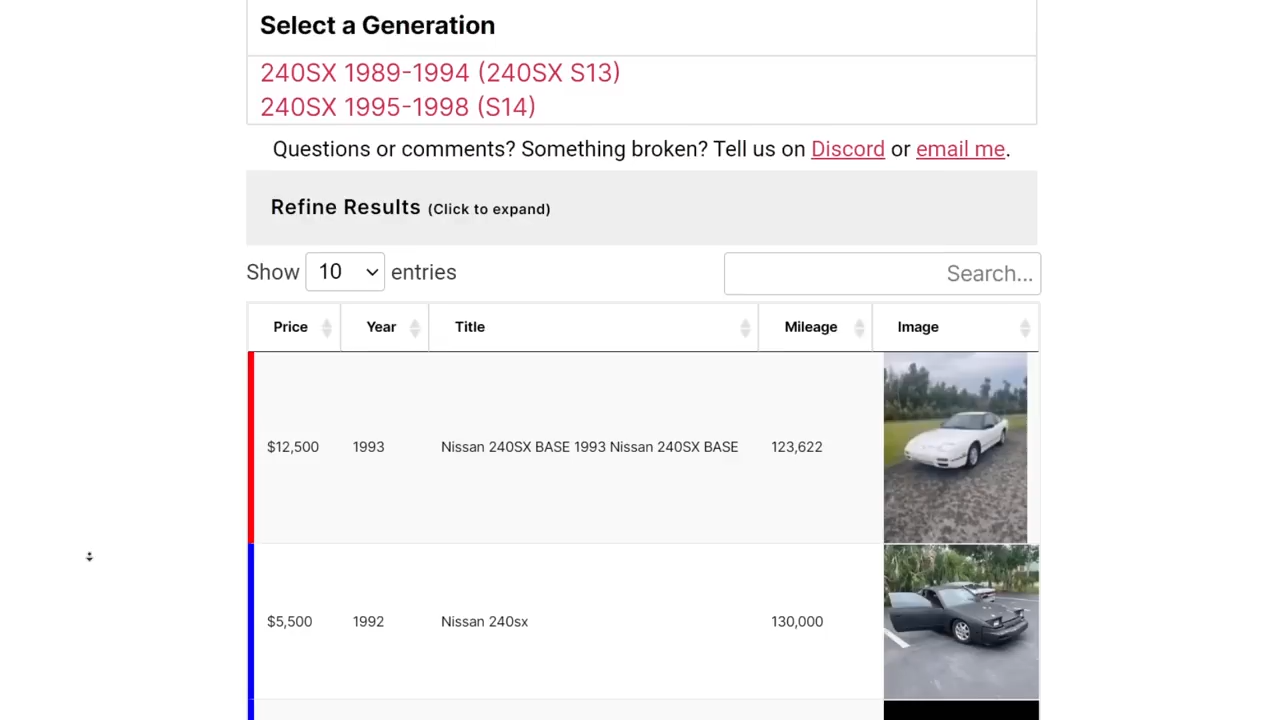 Select a Generation
240SX 1989-1994 (240SX S13)
240SX 1995-1998 (S14)
Questions or comments? Something broken? Tell us on Discord or email me.
Refine Results (Click to expand)
Show 10 entries Search...
Price Year Title Mileage Image
$12,500 1993 Nissan 240SX BASE 1993 Nissan 240SX BASE 123,622
$5,500 1992 Nissan 240sx 130,000